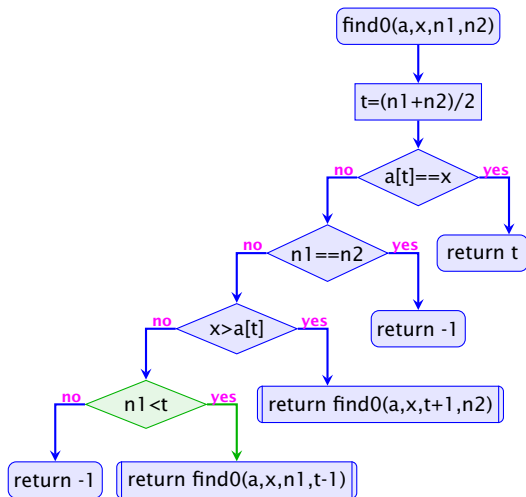 find0(a,x,n1,n2)
t=(n1+n2)/2
a[t]==x
no
yes
return t
n1==n2
no
yes
return -1
x>a[t]
no
yes
return find0(a,x,t+1,n2)
n1<t
no
yes
return -1
return find0(a,x,n1,t-1)